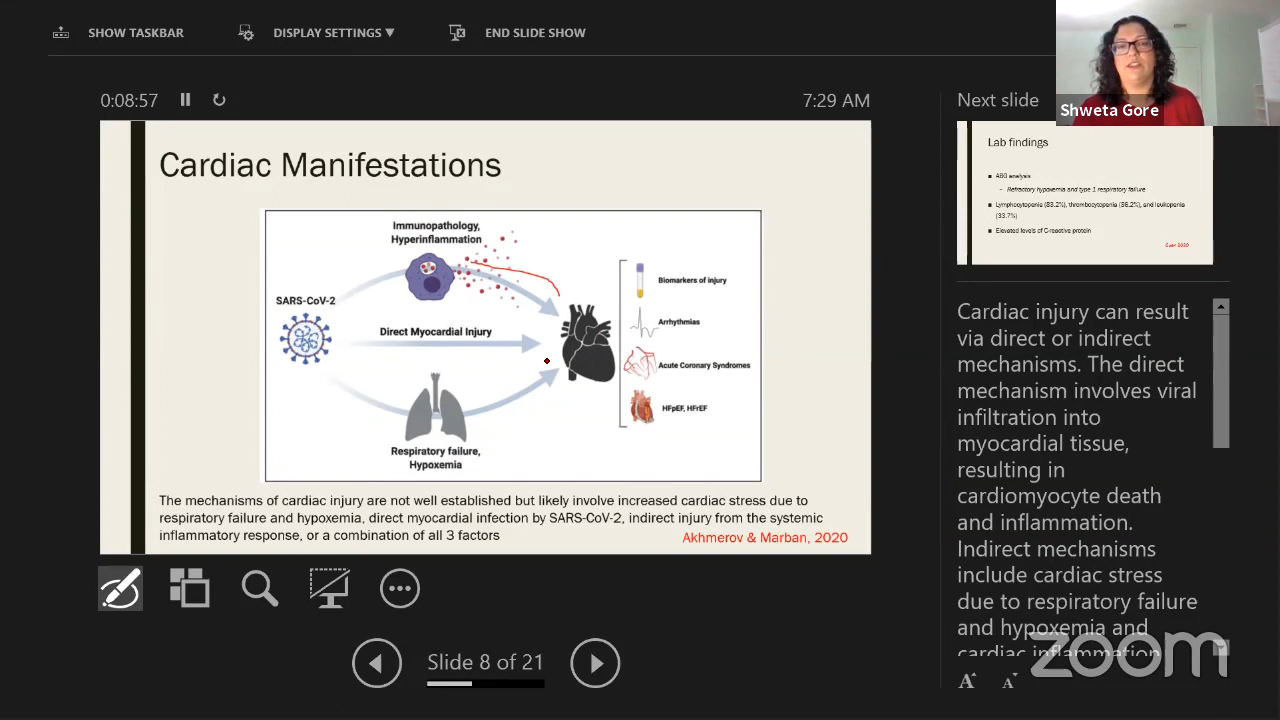 SHOW TASKBAR
DISPLAY SETTINGS ▼
END SLIDE SHOW
0:08:57
7:29 AM
Next slide
Shweta Gore
Cardiac Manifestations
Immunopathology,
Hyperinflammation
SARS-CoV-2
Direct Myocardial Injury
Respiratory failure,
Hypoxemia
Biomarkers of injury
Arrhythmias
Acute Coronary Syndromes
HFpEF, HFrEF
The mechanisms of cardiac injury are not well established but likely involve increased cardiac stress due to
respiratory failure and hypoxemia, direct myocardial infection by SARS-CoV-2, indirect injury from the systemic
inflammatory response, or a combination of all 3 factors
Akhmerov & Marban, 2020
Lab findings
■ ABG analysis
– Refractory hypoxemia and type 1 respiratory failure
■ Lymphocytopenia (83.2%), thrombocytopenia (36.2%), and leukopenia
(33.7%)
■ Elevated levels of C-reactive protein
2020
Cardiac injury can result
via direct or indirect
mechanisms. The direct
mechanism involves viral
infiltration into
myocardial tissue,
resulting in
cardiomyocyte death
and inflammation.
Indirect mechanisms
include cardiac stress
due to respiratory failure
and hypoxemia and
cardiac inflammation
Slide 8 of 21
A A
zoom